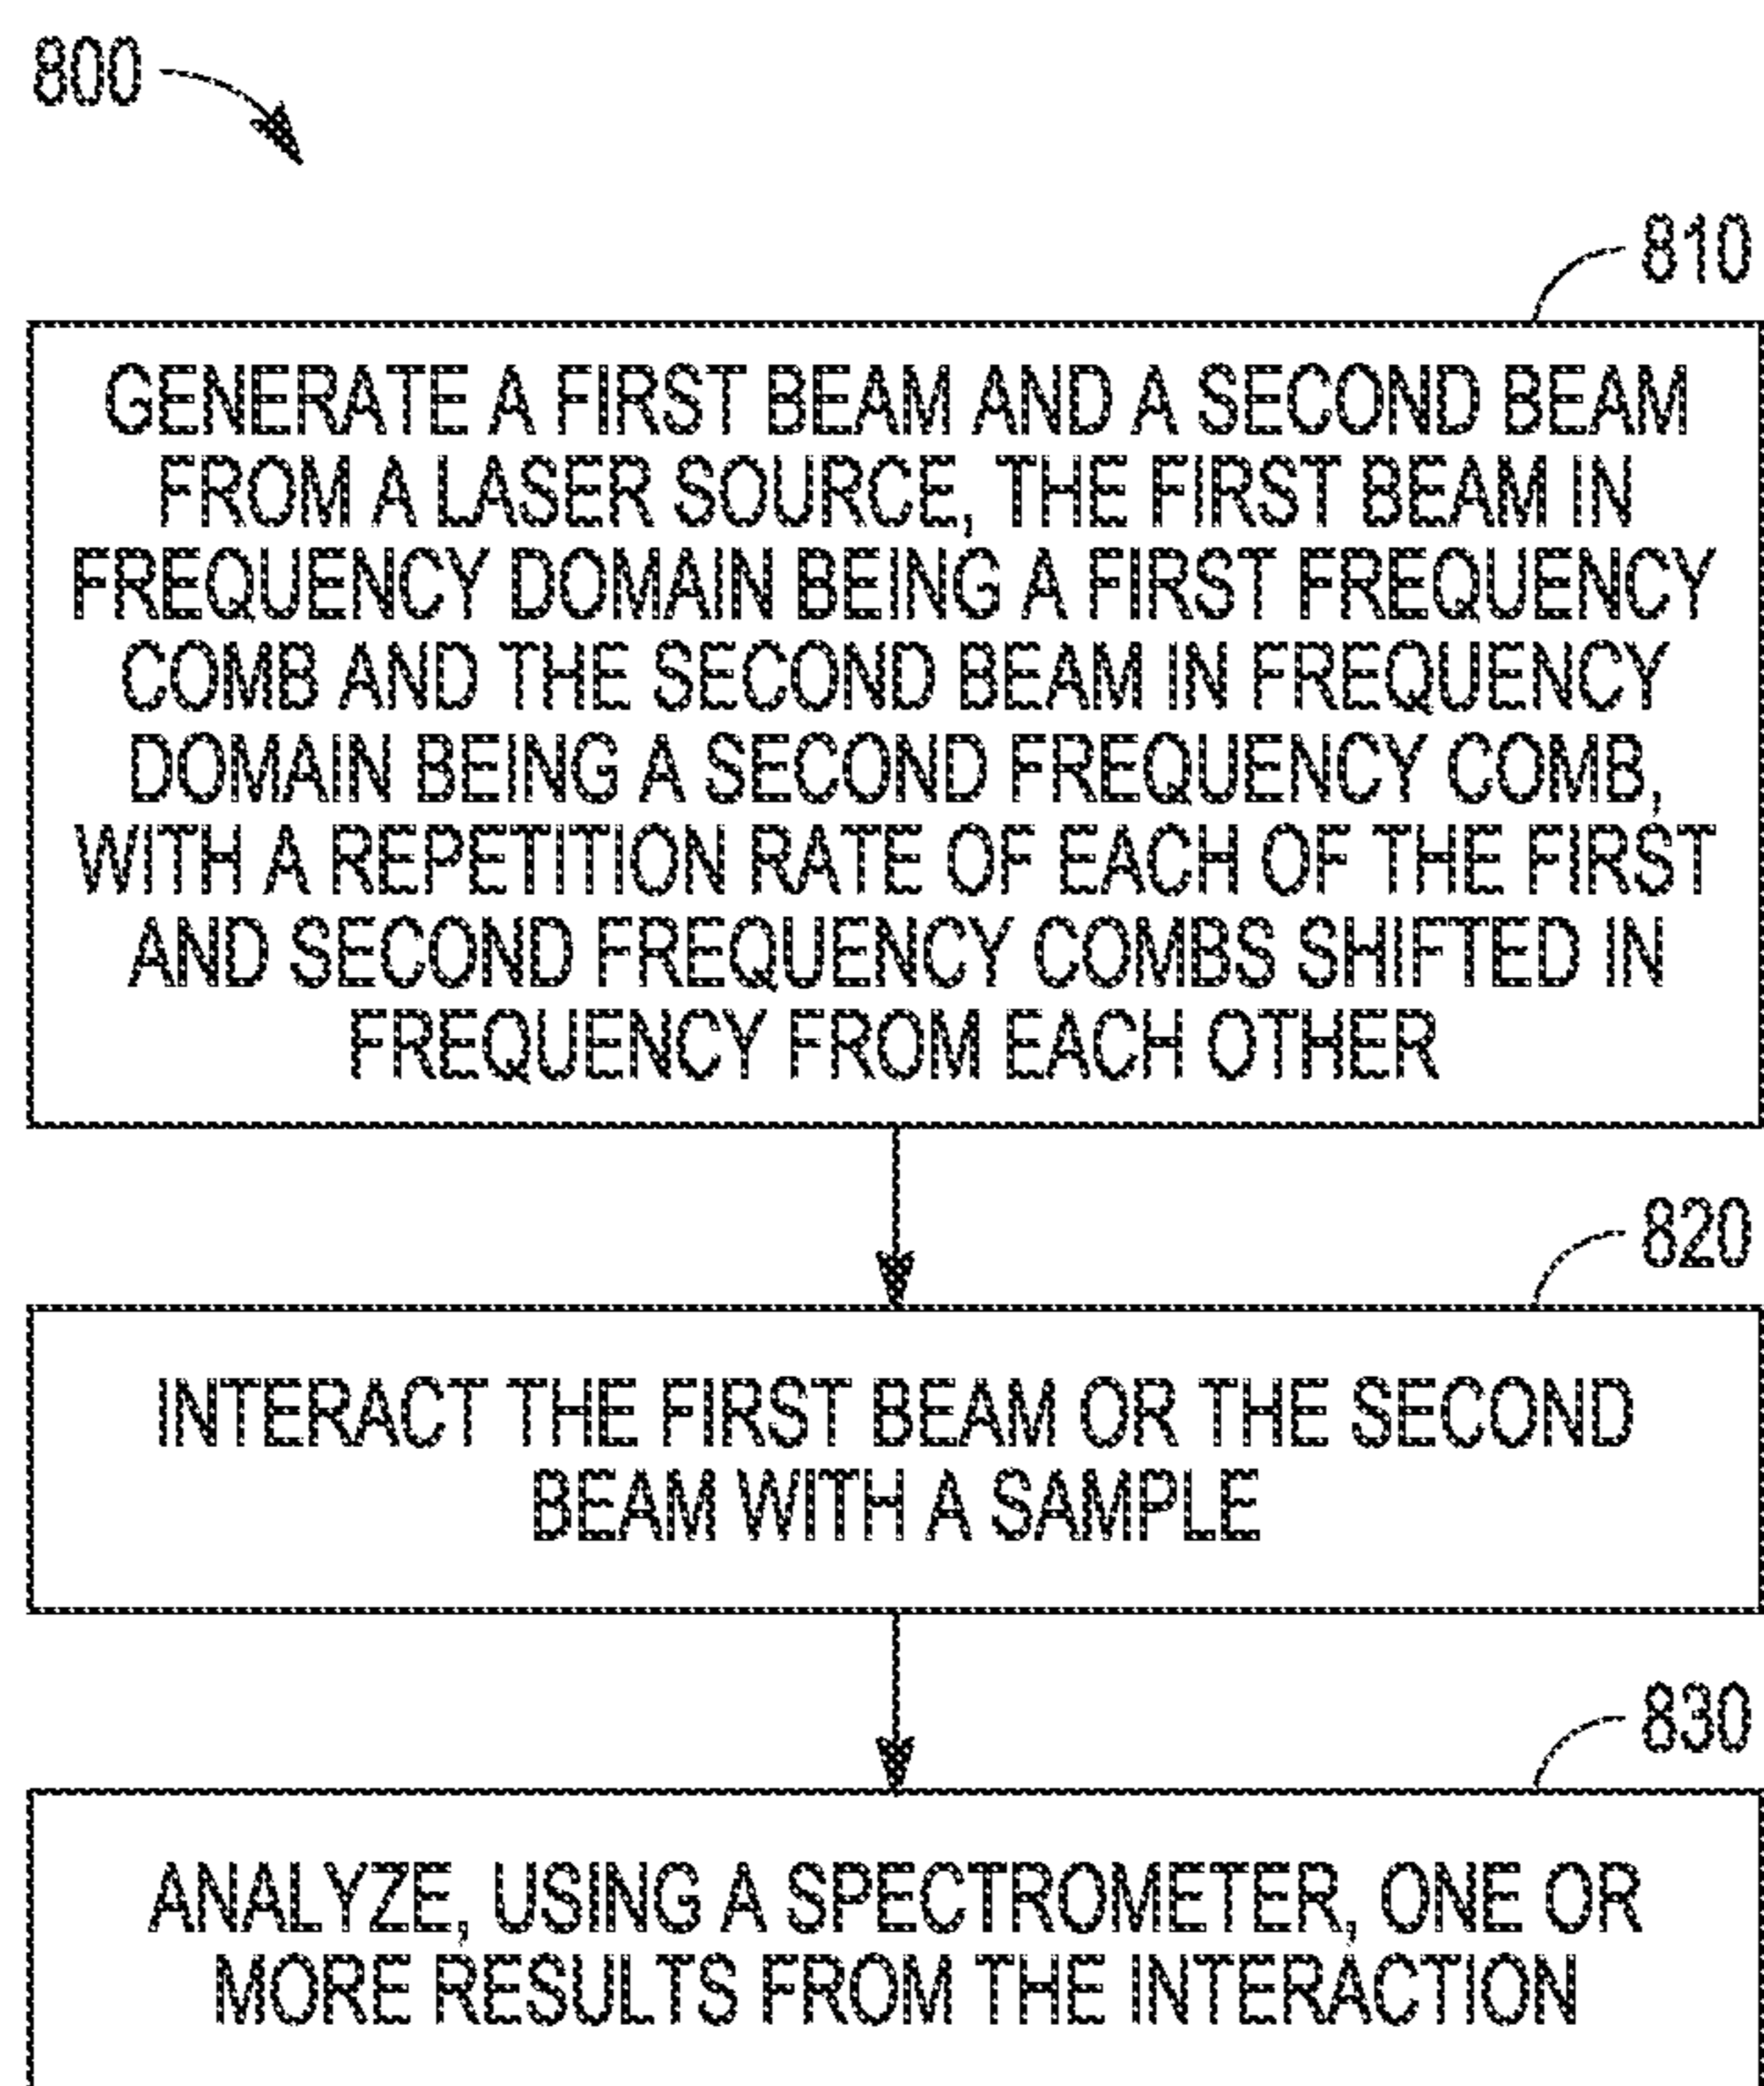 800
810
GENERATE A FIRST BEAM AND A SECOND BEAM
FROM A LASER SOURCE, THE FIRST BEAM IN
FREQUENCY DOMAIN BEING A FIRST FREQUENCY
COMB AND THE SECOND BEAM IN FREQUENCY
DOMAIN BEING A SECOND FREQUENCY COMB,
WITH A REPETITION RATE OF EACH OF THE FIRST
AND SECOND FREQUENCY COMBS SHIFTED IN
FREQUENCY FROM EACH OTHER
820
INTERACT THE FIRST BEAM OR THE SECOND
BEAM WITH A SAMPLE
830
ANALYZE, USING A SPECTROMETER, ONE OR
MORE RESULTS FROM THE INTERACTION